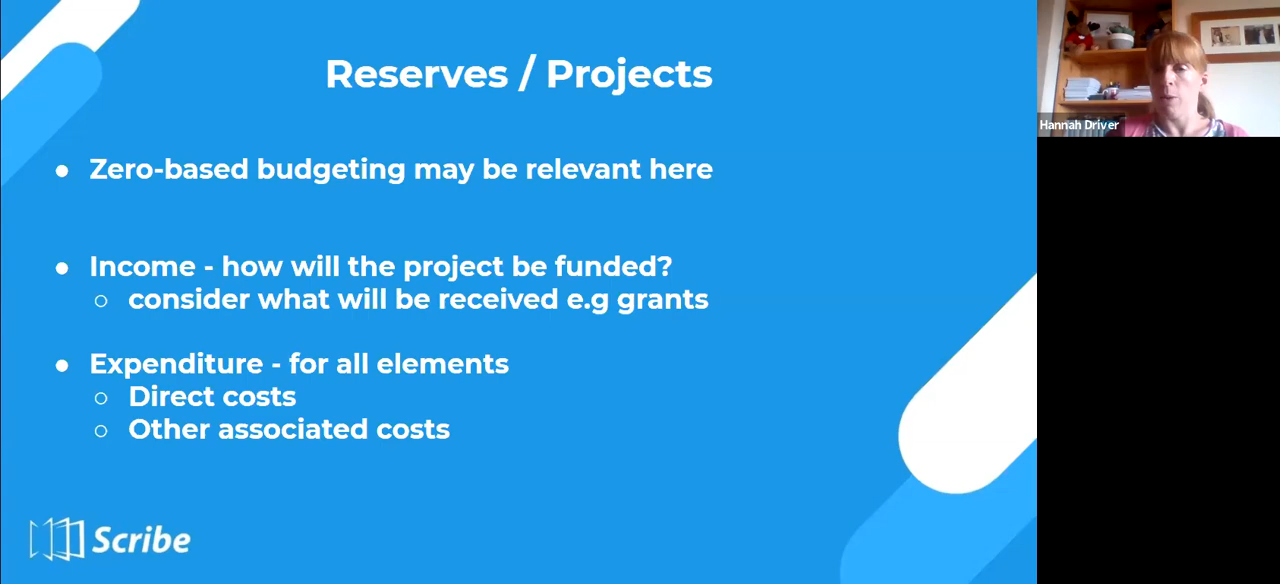 Reserves / Projects
Hannah Driver
● Zero-based budgeting may be relevant here
● Income - how will the project be funded?
○ consider what will be received e.g grants
● Expenditure - for all elements
○ Direct costs
○ Other associated costs
Scribe